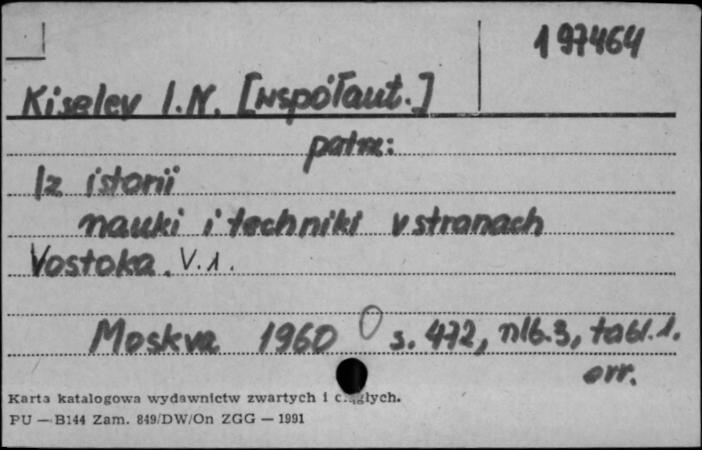 197464
Kiselev I.N. [współaut.]
patrz:
Iz istorii
nauki i techniki v stranach
Vostoka. V.1.
Moskva 1960 s. 472, nlb.3, tabl.1.
err.
Karta katalogowa wydawnictw zwartych i ciągłych.
PU — B144 Zam. 849/DW/On ZGG — 1991